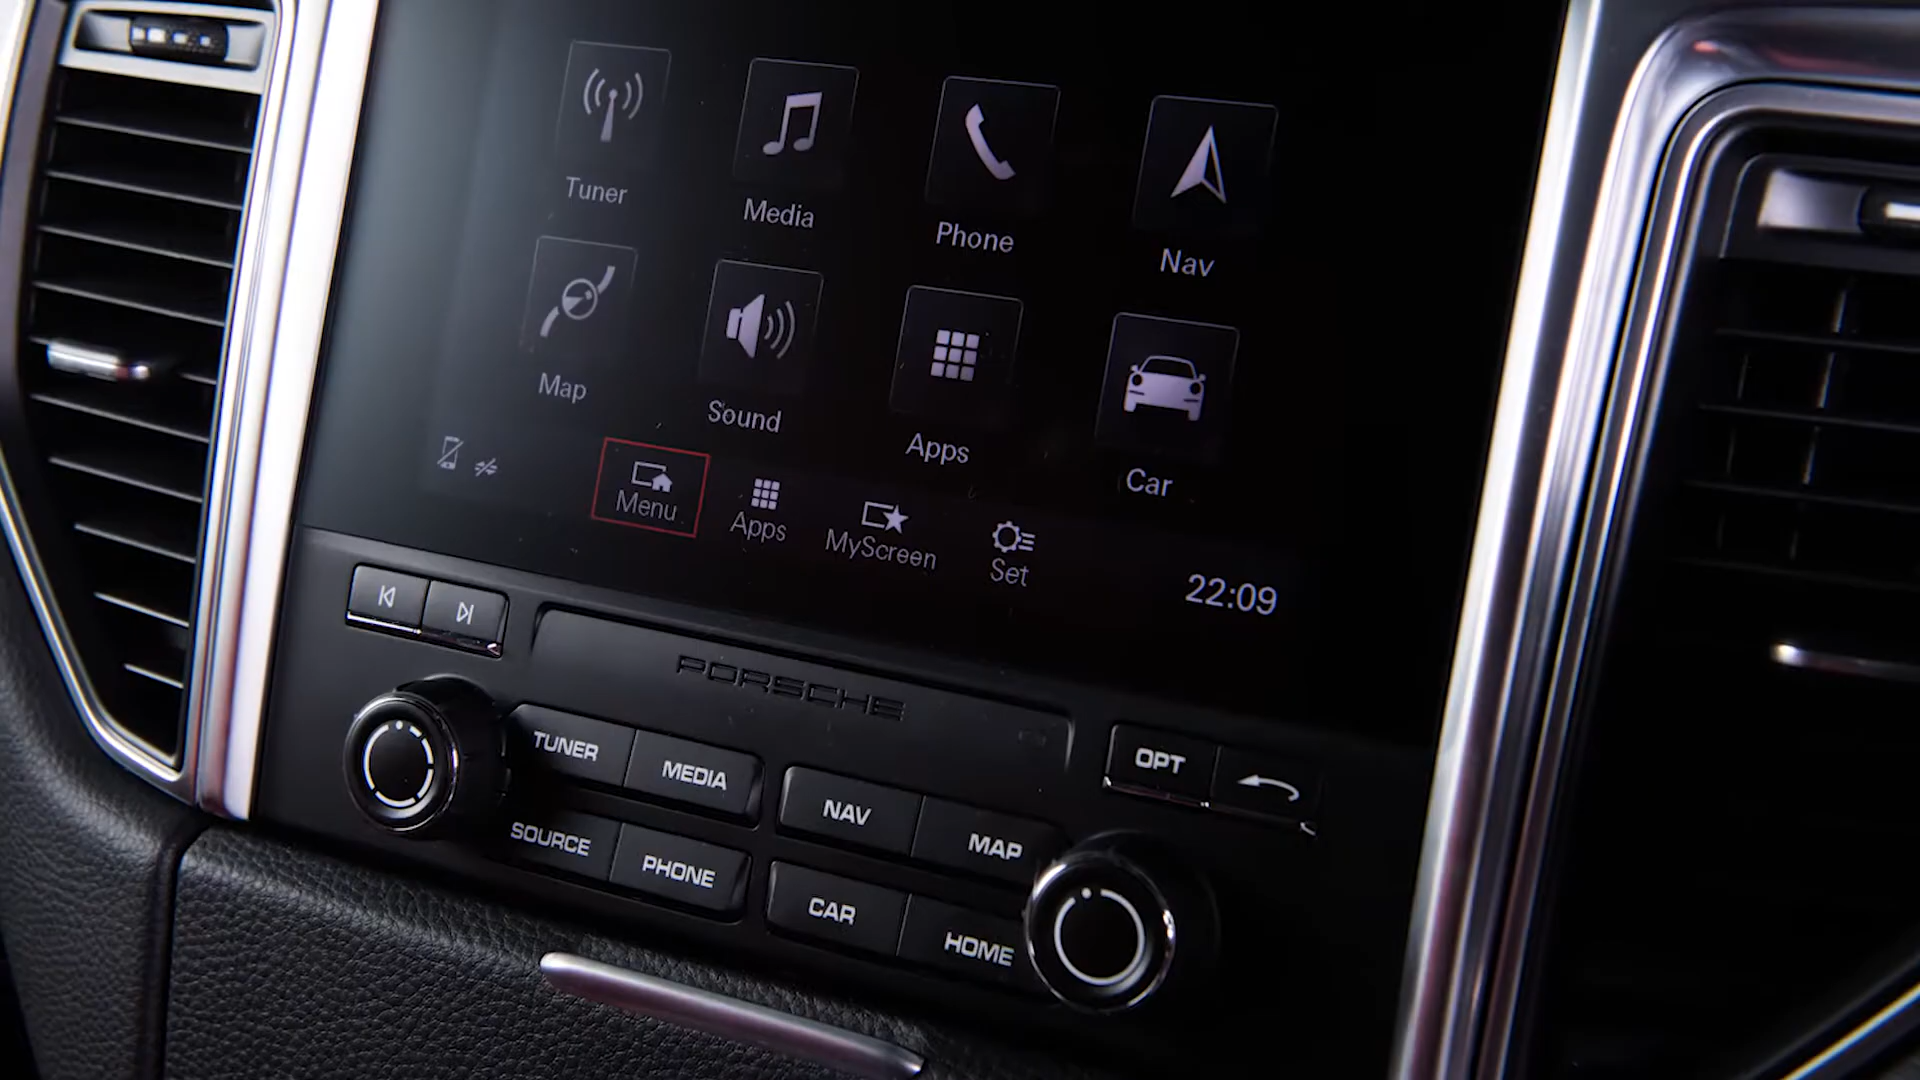 Tuner
Media
Phone
Nav
Map
Sound
Apps
Car
Menu
Apps
MyScreen
Set
22:09
PORSCHE
TUNER
MEDIA
NAV
MAP
OPT
SOURCE
PHONE
CAR
HOME